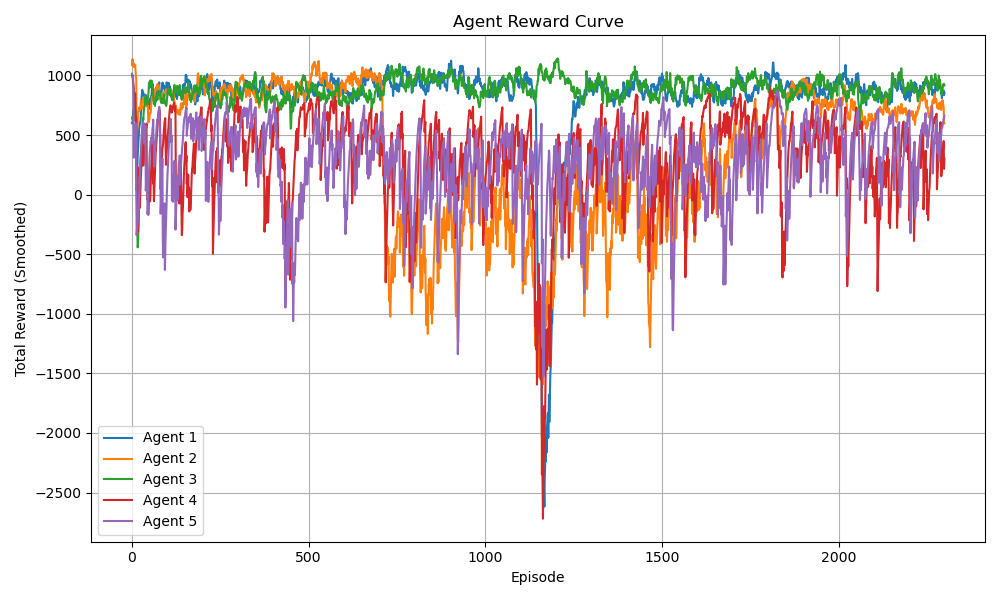 Agent Reward Curve
Total Reward (Smoothed)
1000
500
0
−500
−1000
−1500
−2000
−2500
Agent 1
Agent 2
Agent 3
Agent 4
Agent 5
0 500 1000 1500 2000
Episode